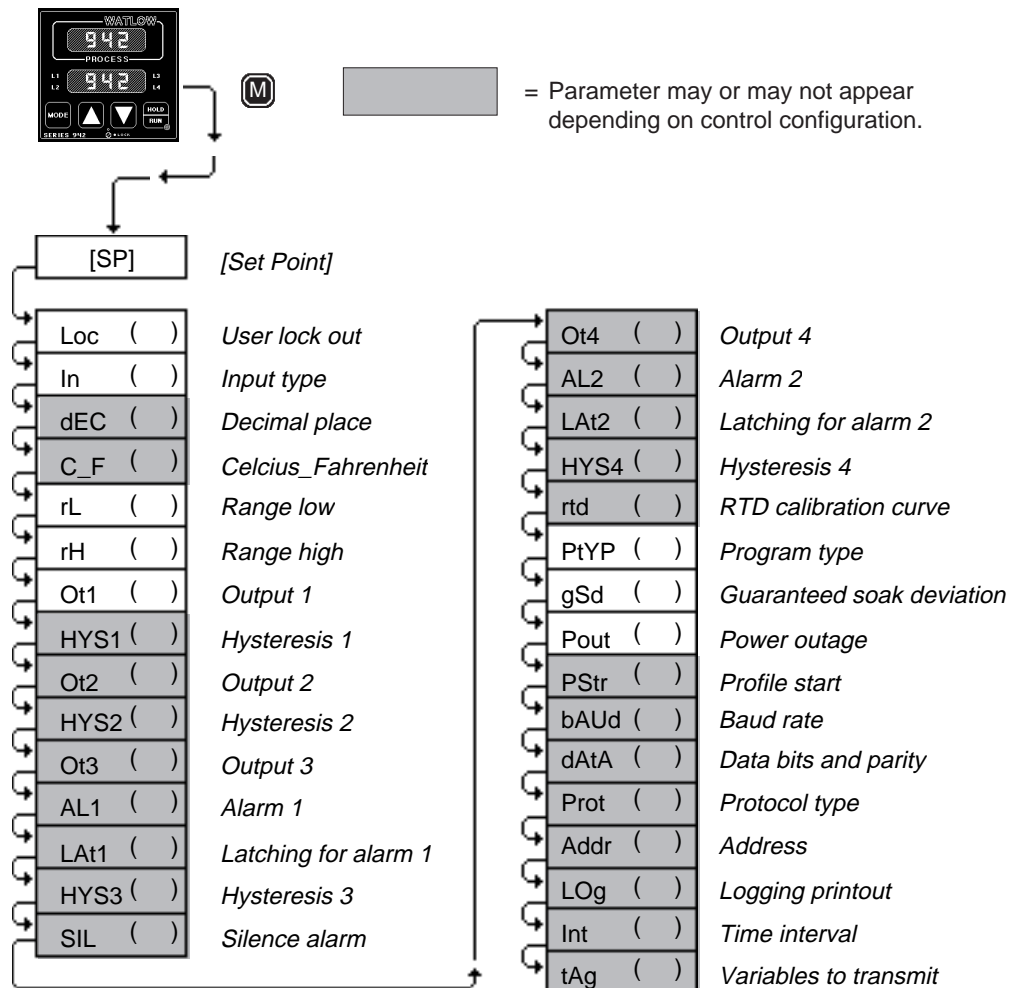 WATLOW
942
PROCESS
942
L1
L2
L3
L4
MODE
HOLD
RUN
SERIES 942
LOCK
M
= Parameter may or may not appear
depending on control configuration.
[SP] [Set Point]
Loc ( ) User lock out
In ( ) Input type
dEC ( ) Decimal place
C_F ( ) Celcius_Fahrenheit
rL ( ) Range low
rH ( ) Range high
Ot1 ( ) Output 1
HYS1 ( ) Hysteresis 1
Ot2 ( ) Output 2
HYS2 ( ) Hysteresis 2
Ot3 ( ) Output 3
AL1 ( ) Alarm 1
LAt1 ( ) Latching for alarm 1
HYS3 ( ) Hysteresis 3
SIL ( ) Silence alarm
Ot4 ( ) Output 4
AL2 ( ) Alarm 2
LAt2 ( ) Latching for alarm 2
HYS4 ( ) Hysteresis 4
rtd ( ) RTD calibration curve
PtYP ( ) Program type
gSd ( ) Guaranteed soak deviation
Pout ( ) Power outage
PStr ( ) Profile start
bAUd ( ) Baud rate
dAtA ( ) Data bits and parity
Prot ( ) Protocol type
Addr ( ) Address
LOg ( ) Logging printout
Int ( ) Time interval
tAg ( ) Variables to transmit